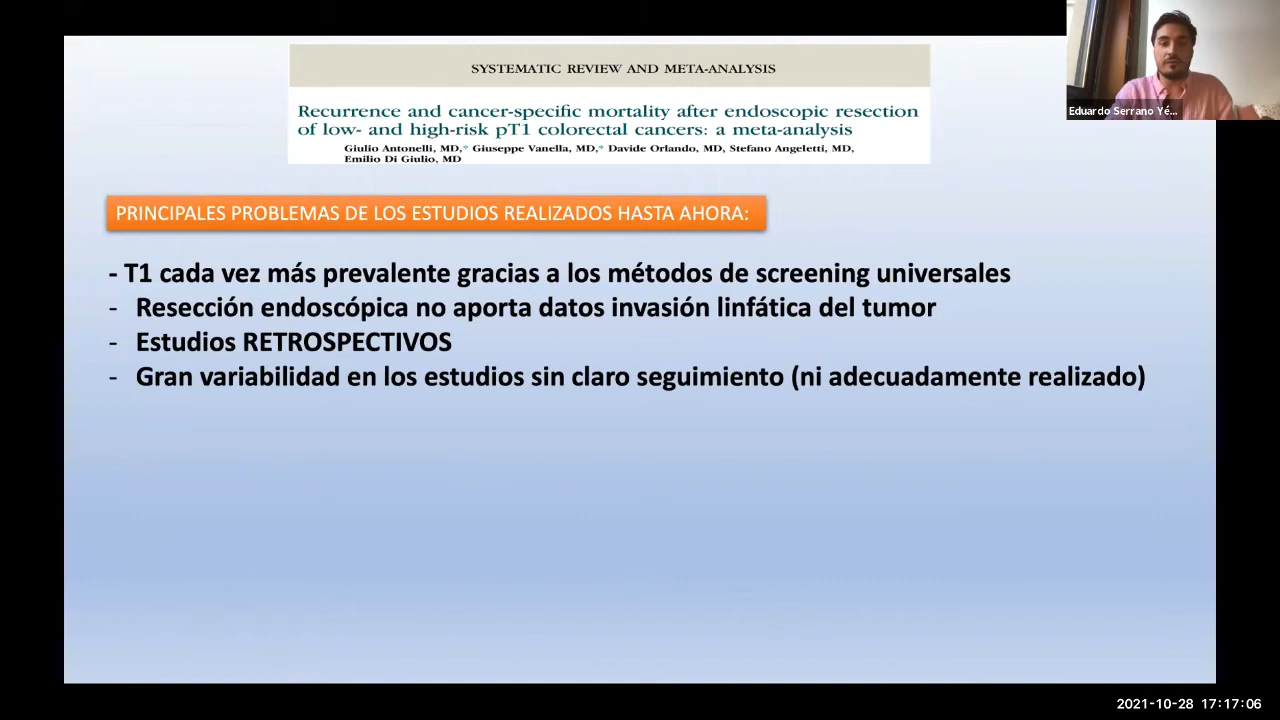 SYSTEMATIC REVIEW AND META-ANALYSIS
Recurrence and cancer-specific mortality after endoscopic resection
of low- and high-risk pT1 colorectal cancers: a meta-analysis
Giulio Antonelli, MD,* Giuseppe Vanella, MD,* Davide Orlando, MD, Stefano Angeletti, MD,
Emilio Di Giulio, MD
Eduardo Serrano Yé...
PRINCIPALES PROBLEMAS DE LOS ESTUDIOS REALIZADOS HASTA AHORA:
- T1 cada vez más prevalente gracias a los métodos de screening universales
- Resección endoscópica no aporta datos invasión linfática del tumor
- Estudios RETROSPECTIVOS
- Gran variabilidad en los estudios sin claro seguimiento (ni adecuadamente realizado)
2021-10-28 17:17:06